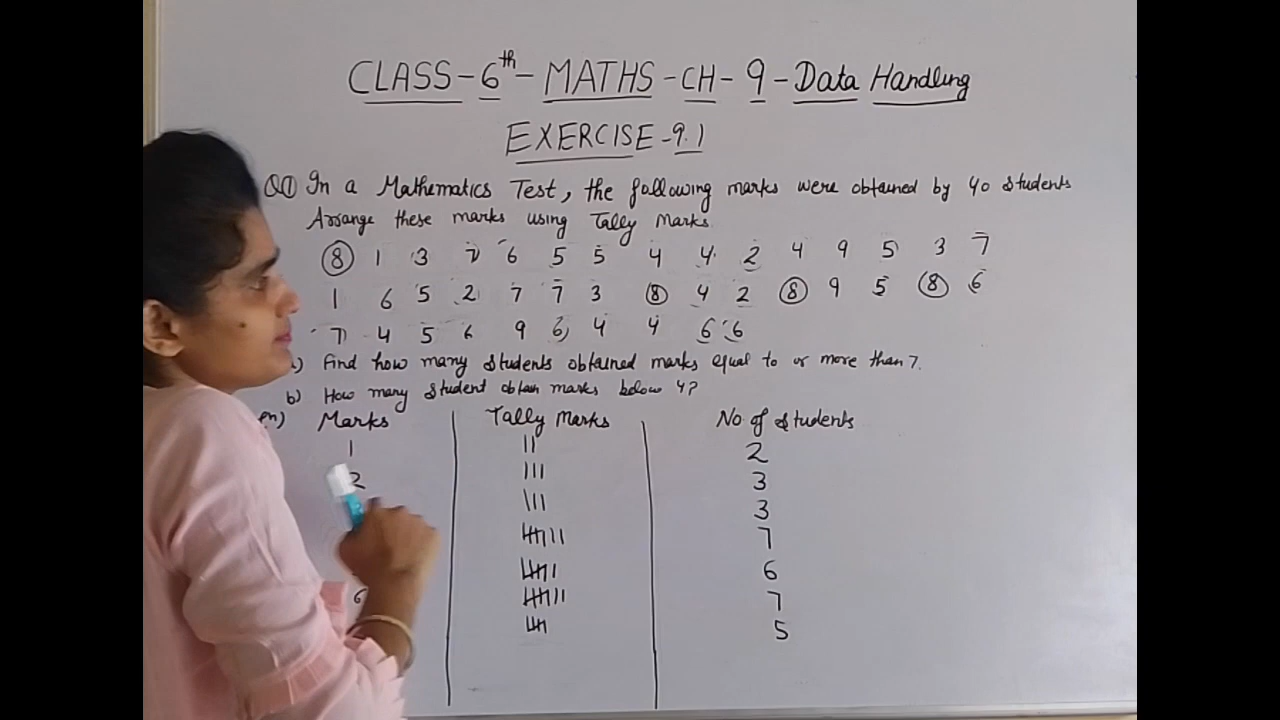 CLASS-6th-MATHS-CH-9-Data Handling
EXERCISE-9.1
Q1 In a Mathematics Test, the following marks were obtained by 40 students
Arrange these marks using Tally Marks.
8 1 3 7 6 5 5 4 4 2 4 9 5 3 7
1 6 5 2 7 7 3 8 4 2 8 9 5 8 6
7 4 5 6 9 6 4 4 6 6
) Find how many students obtained marks equal to or more than 7.
b) How many student obtain marks below 4?
Marks Tally Marks No of students
1 || 2
2 ||| 3
||| 3
7
6
6 7
5